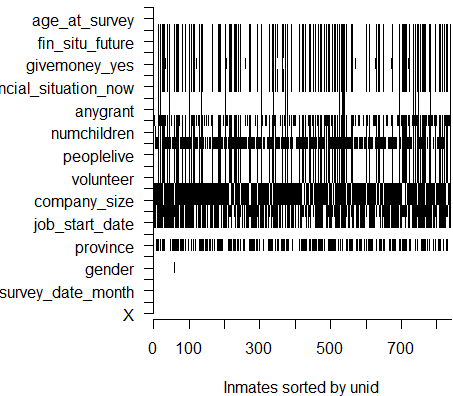 age_at_survey
fin_situ_future
givemoney_yes
ncial_situation_now
anygrant
numchildren
peoplelive
volunteer
company_size
job_start_date
province
gender
survey_date_month
X
0 100 300 500 700
Inmates sorted by unid